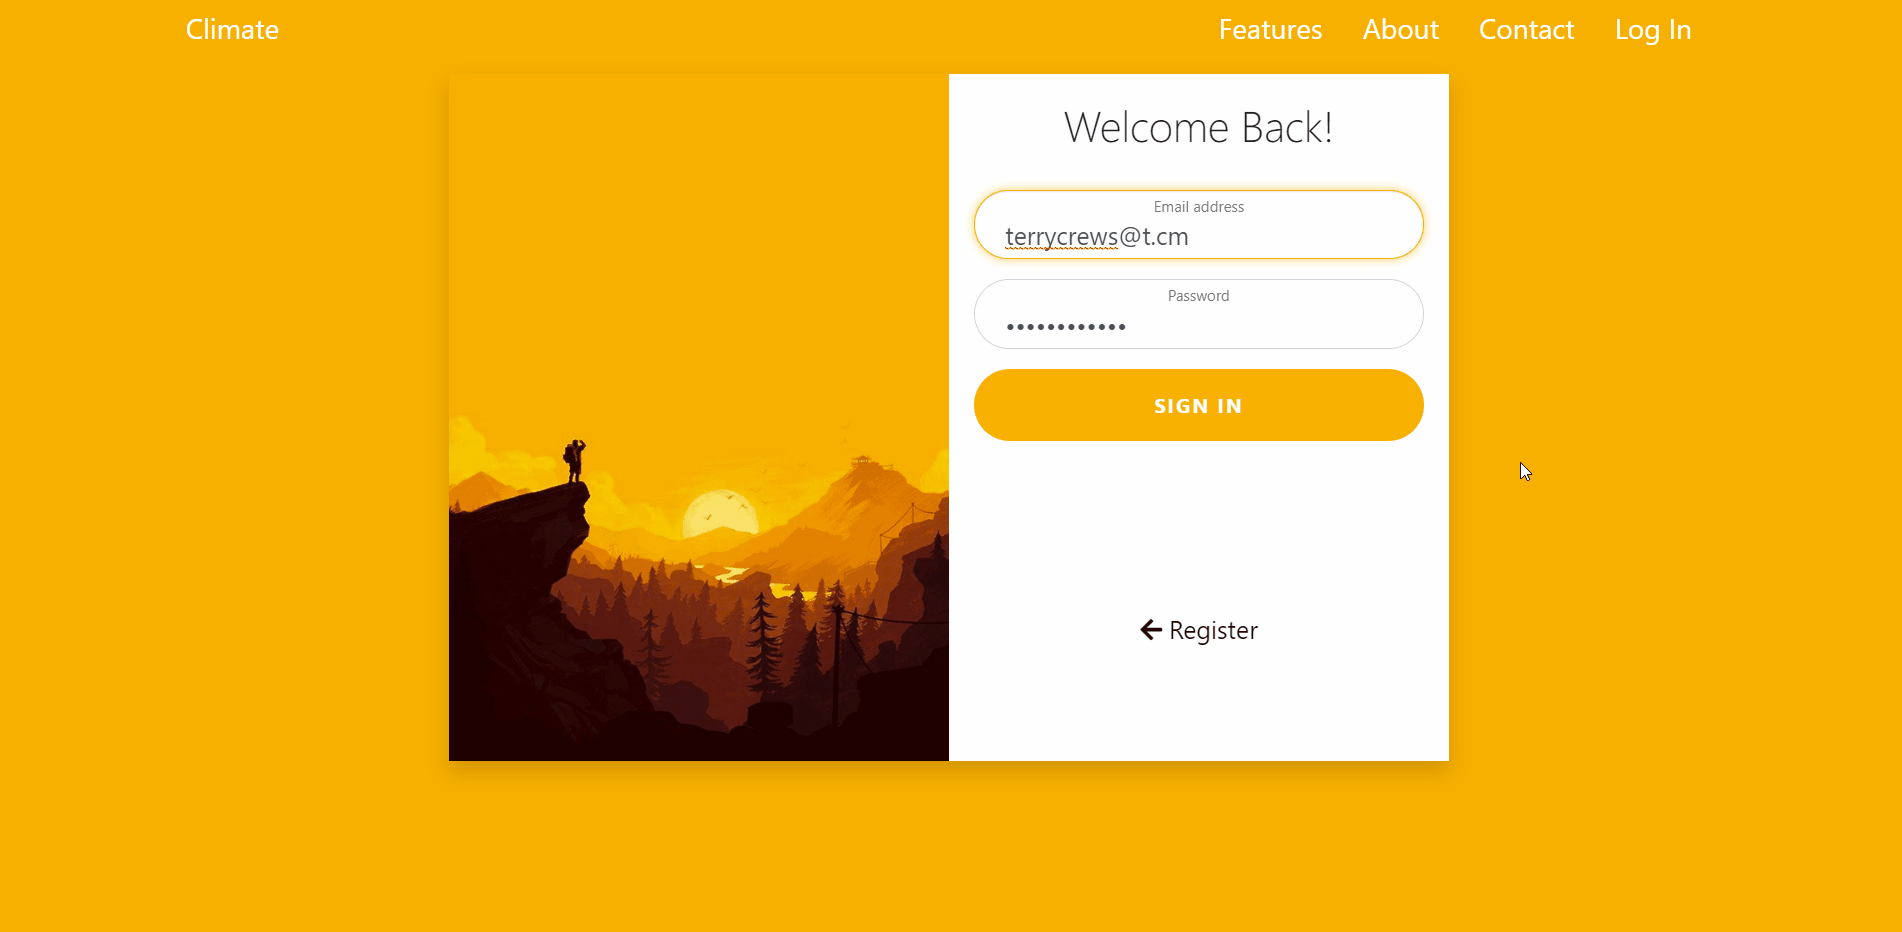 Climate Features About Contact Log In
Welcome Back!
Email address
terrycrews@t.cm
Password
••••••••••••
SIGN IN
Register